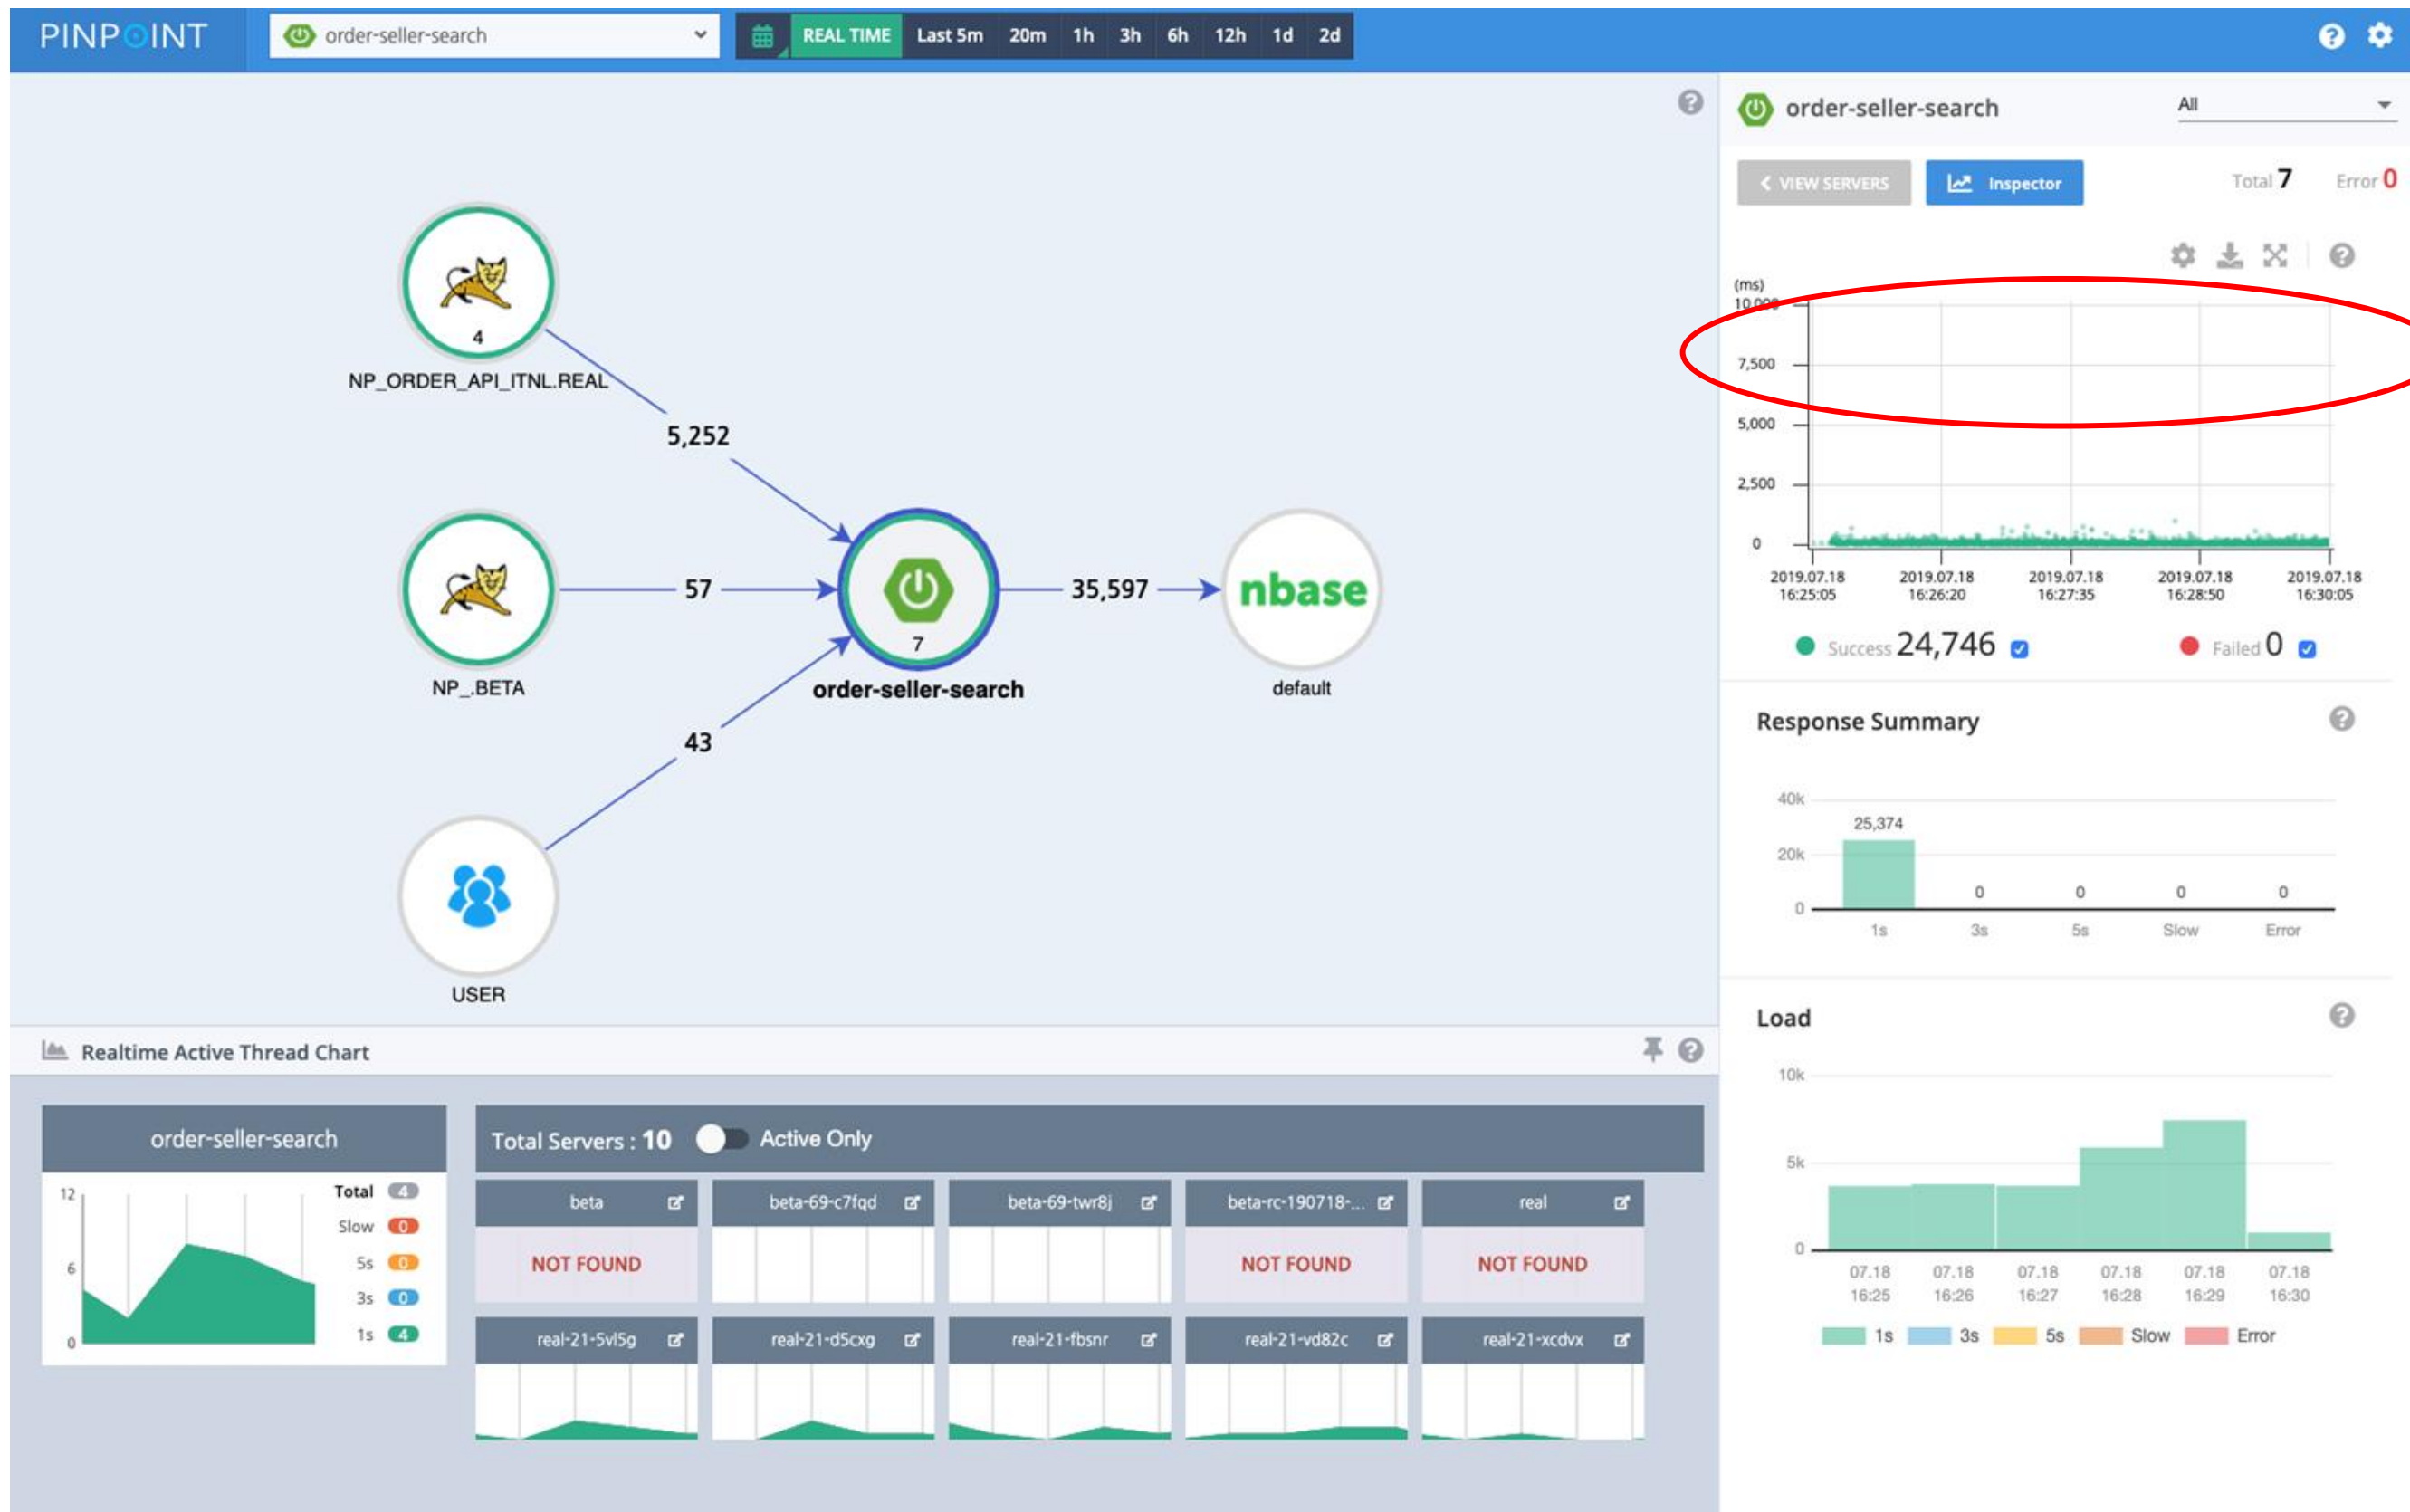 PINPOINT
order-seller-search
REAL TIME Last 5m 20m 1h 3h 6h 12h 1d 2d
4
NP_ORDER_API_ITNL.REAL
5,252
NP_.BETA
57
7
order-seller-search
35,597
nbase
default
43
USER
order-seller-search
All
VIEW SERVERS
Inspector
Total 7
Error 0
(ms)
10,000
7,500
5,000
2,500
0
2019.07.18 2019.07.18 2019.07.18 2019.07.18 2019.07.18
16:25:05 16:26:20 16:27:35 16:28:50 16:30:05
Success 24,746
Failed 0
Response Summary
40k
25,374
20k
0 0 0 0
0
1s 3s 5s Slow Error
Load
10k
5k
0
07.18 07.18 07.18 07.18 07.18 07.18
16:25 16:26 16:27 16:28 16:29 16:30
1s 3s 5s Slow Error
Realtime Active Thread Chart
order-seller-search
12
6
0
Total 4
Slow 0
5s 0
3s 0
1s 4
Total Servers : 10 Active Only
beta beta-69-c7fqd beta-69-twr8j beta-rc-190718-... real
NOT FOUND NOT FOUND NOT FOUND
real-21-5vl5g real-21-d5cxg real-21-fbsnr real-21-vd82c real-21-xcdvx